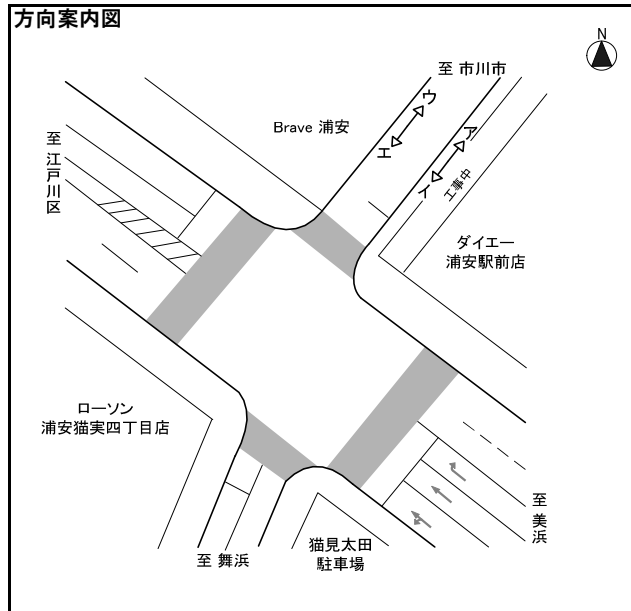 方向案内図
N
至 市川市
Brave 浦安
ウ
エ
ア
イ
工事中
至 江戸川区
ダイエー
浦安駅前店
ローソン
浦安猫実四丁目店
至 美浜
至 舞浜
猫見太田
駐車場